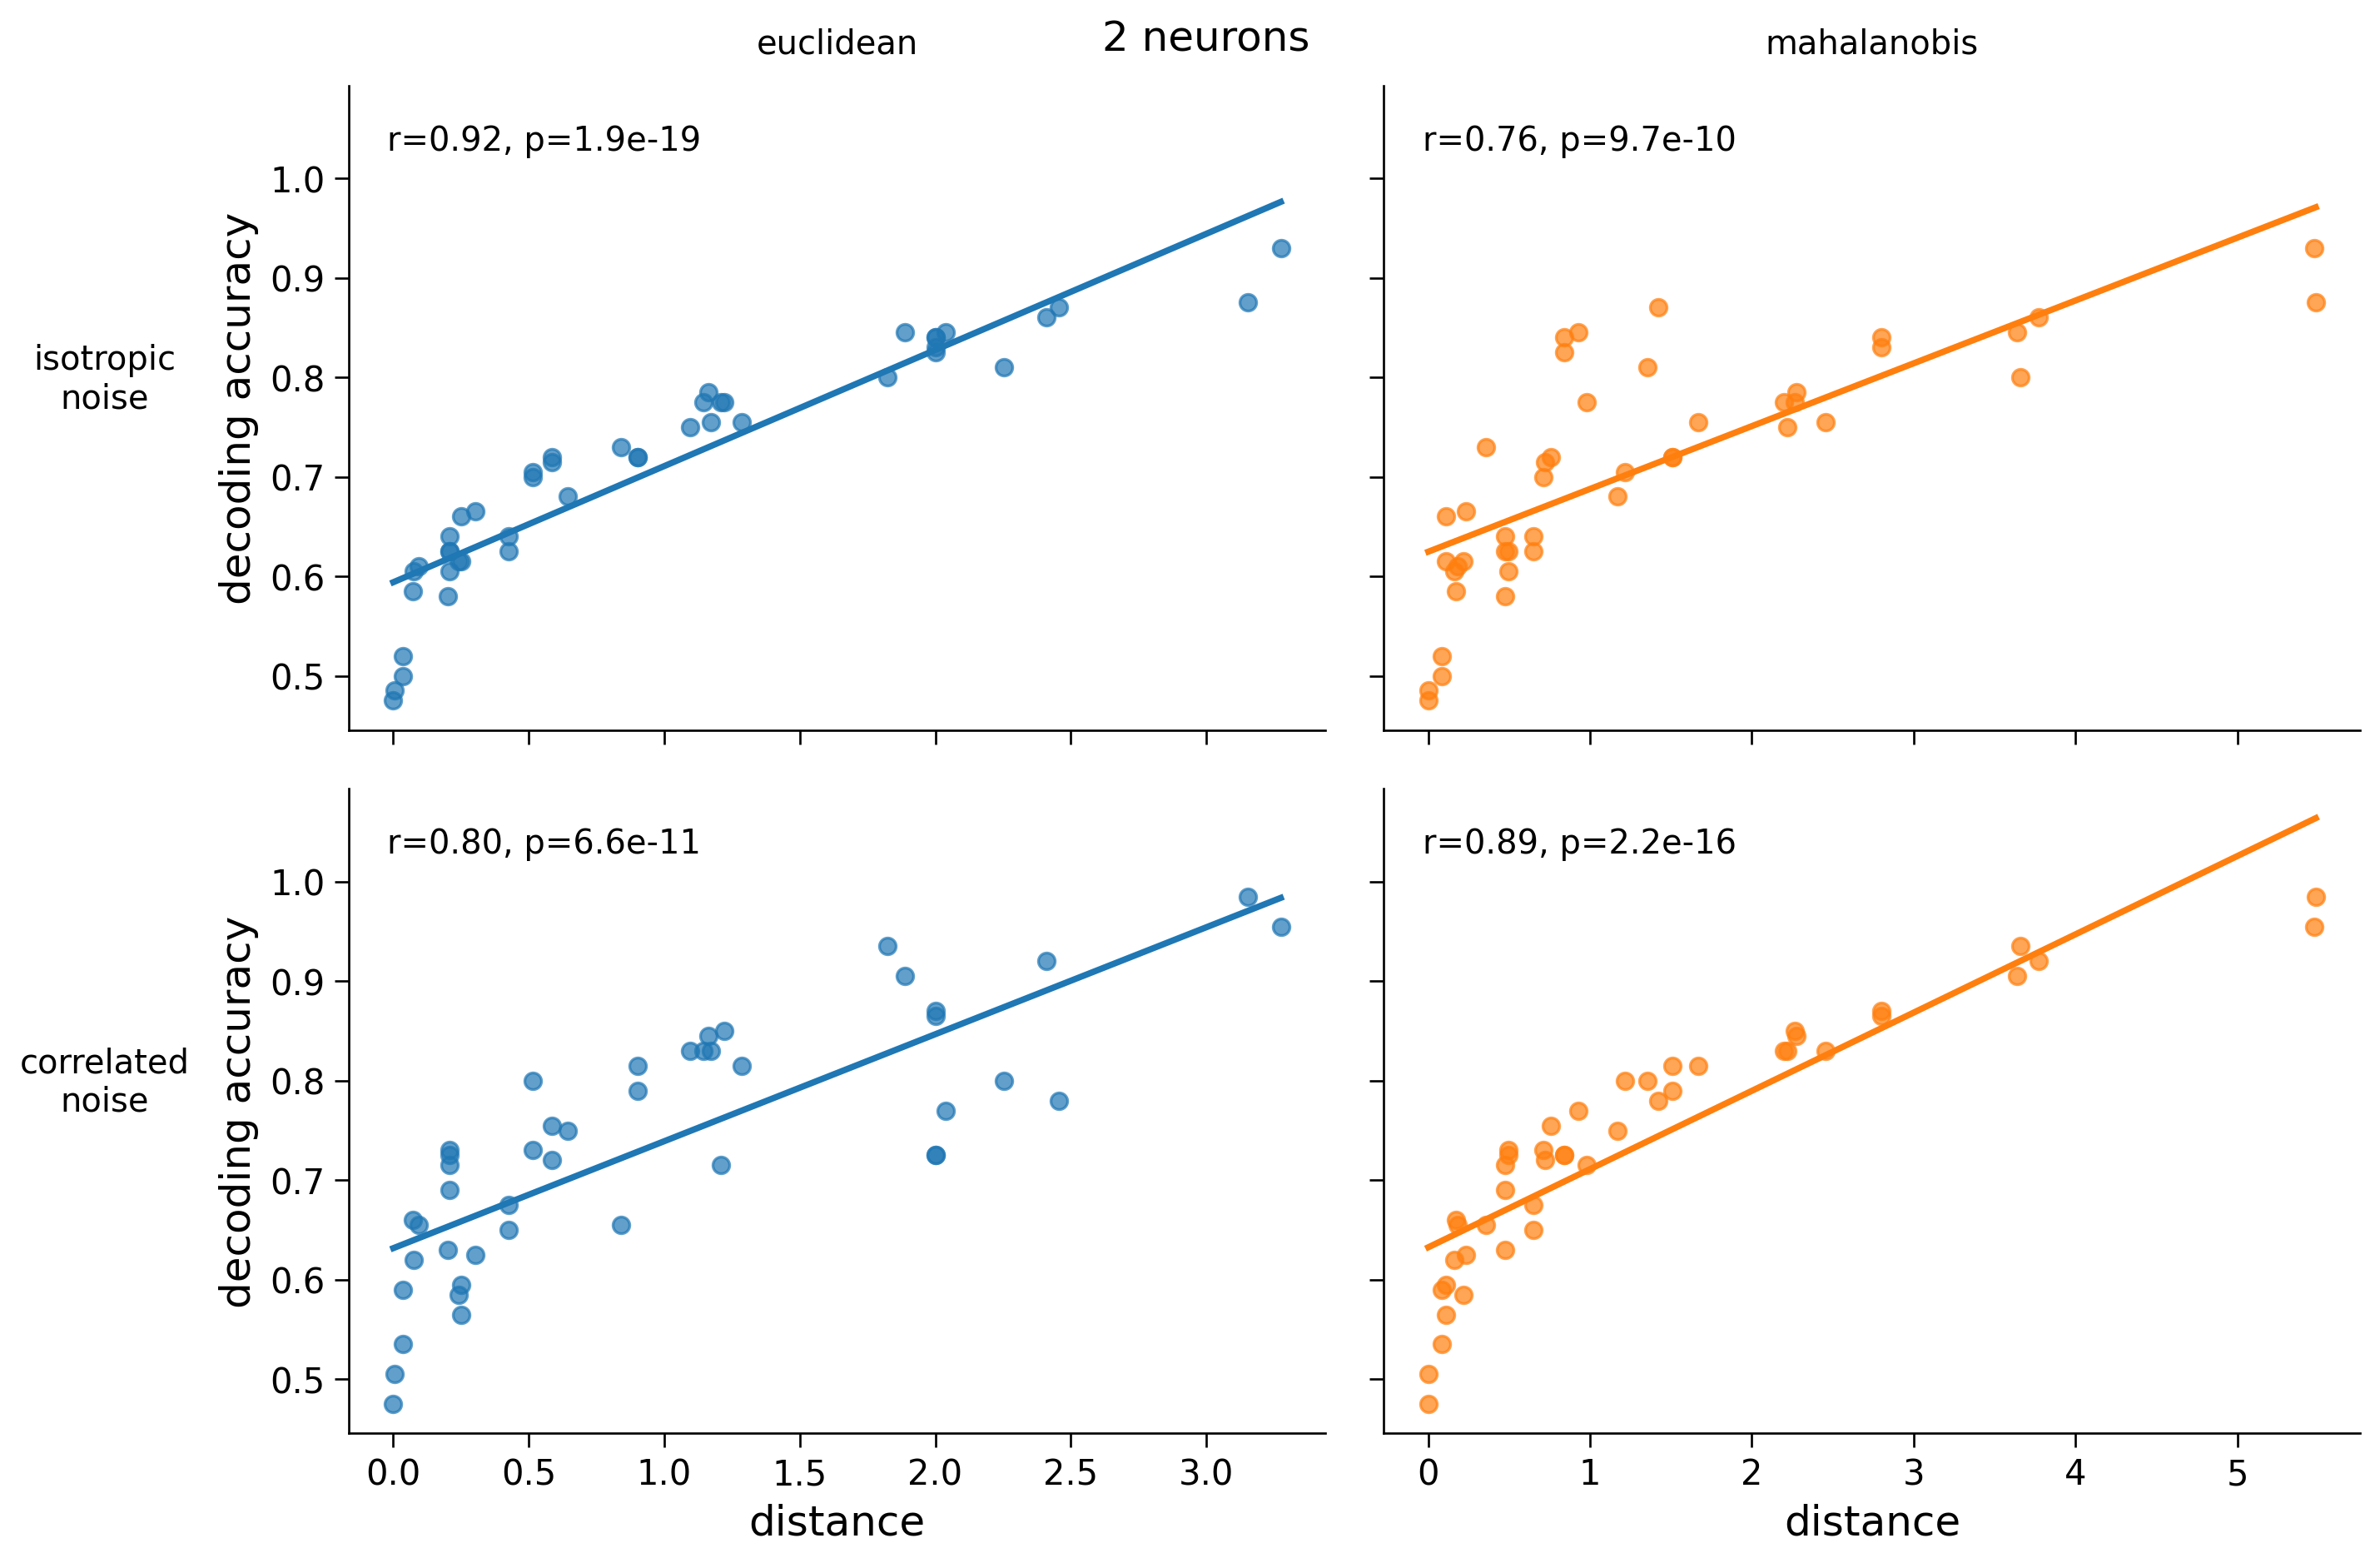 2 neurons
euclidean
mahalanobis
isotropic
noise
decoding accuracy
1.0
0.9
0.8
0.7
0.6
0.5
r=0.92, p=1.9e-19
r=0.76, p=9.7e-10
correlated
noise
decoding accuracy
1.0
0.9
0.8
0.7
0.6
0.5
r=0.80, p=6.6e-11
0.0 0.5 1.0 1.5 2.0 2.5 3.0
distance
r=0.89, p=2.2e-16
0 1 2 3 4 5
distance